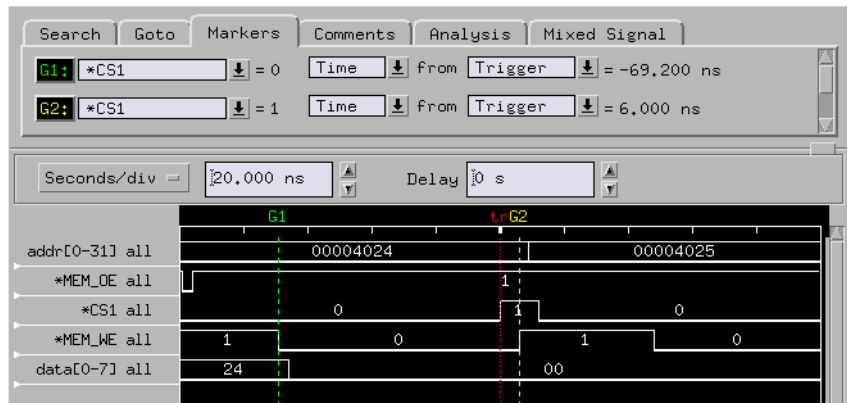 Search Goto Markers Comments Analysis Mixed Signal
G1: *CS1 = 0 Time from Trigger = -69.200 ns
G2: *CS1 = 1 Time from Trigger = 6.000 ns
Seconds/div 20.000 ns Delay 0 s
G1 tr G2
addr[0-31] all 00004024 00004025
*MEM_OE all 1
*CS1 all 0 1 0
*MEM_WE all 1 0 1 0
data[0-7] all 24 00